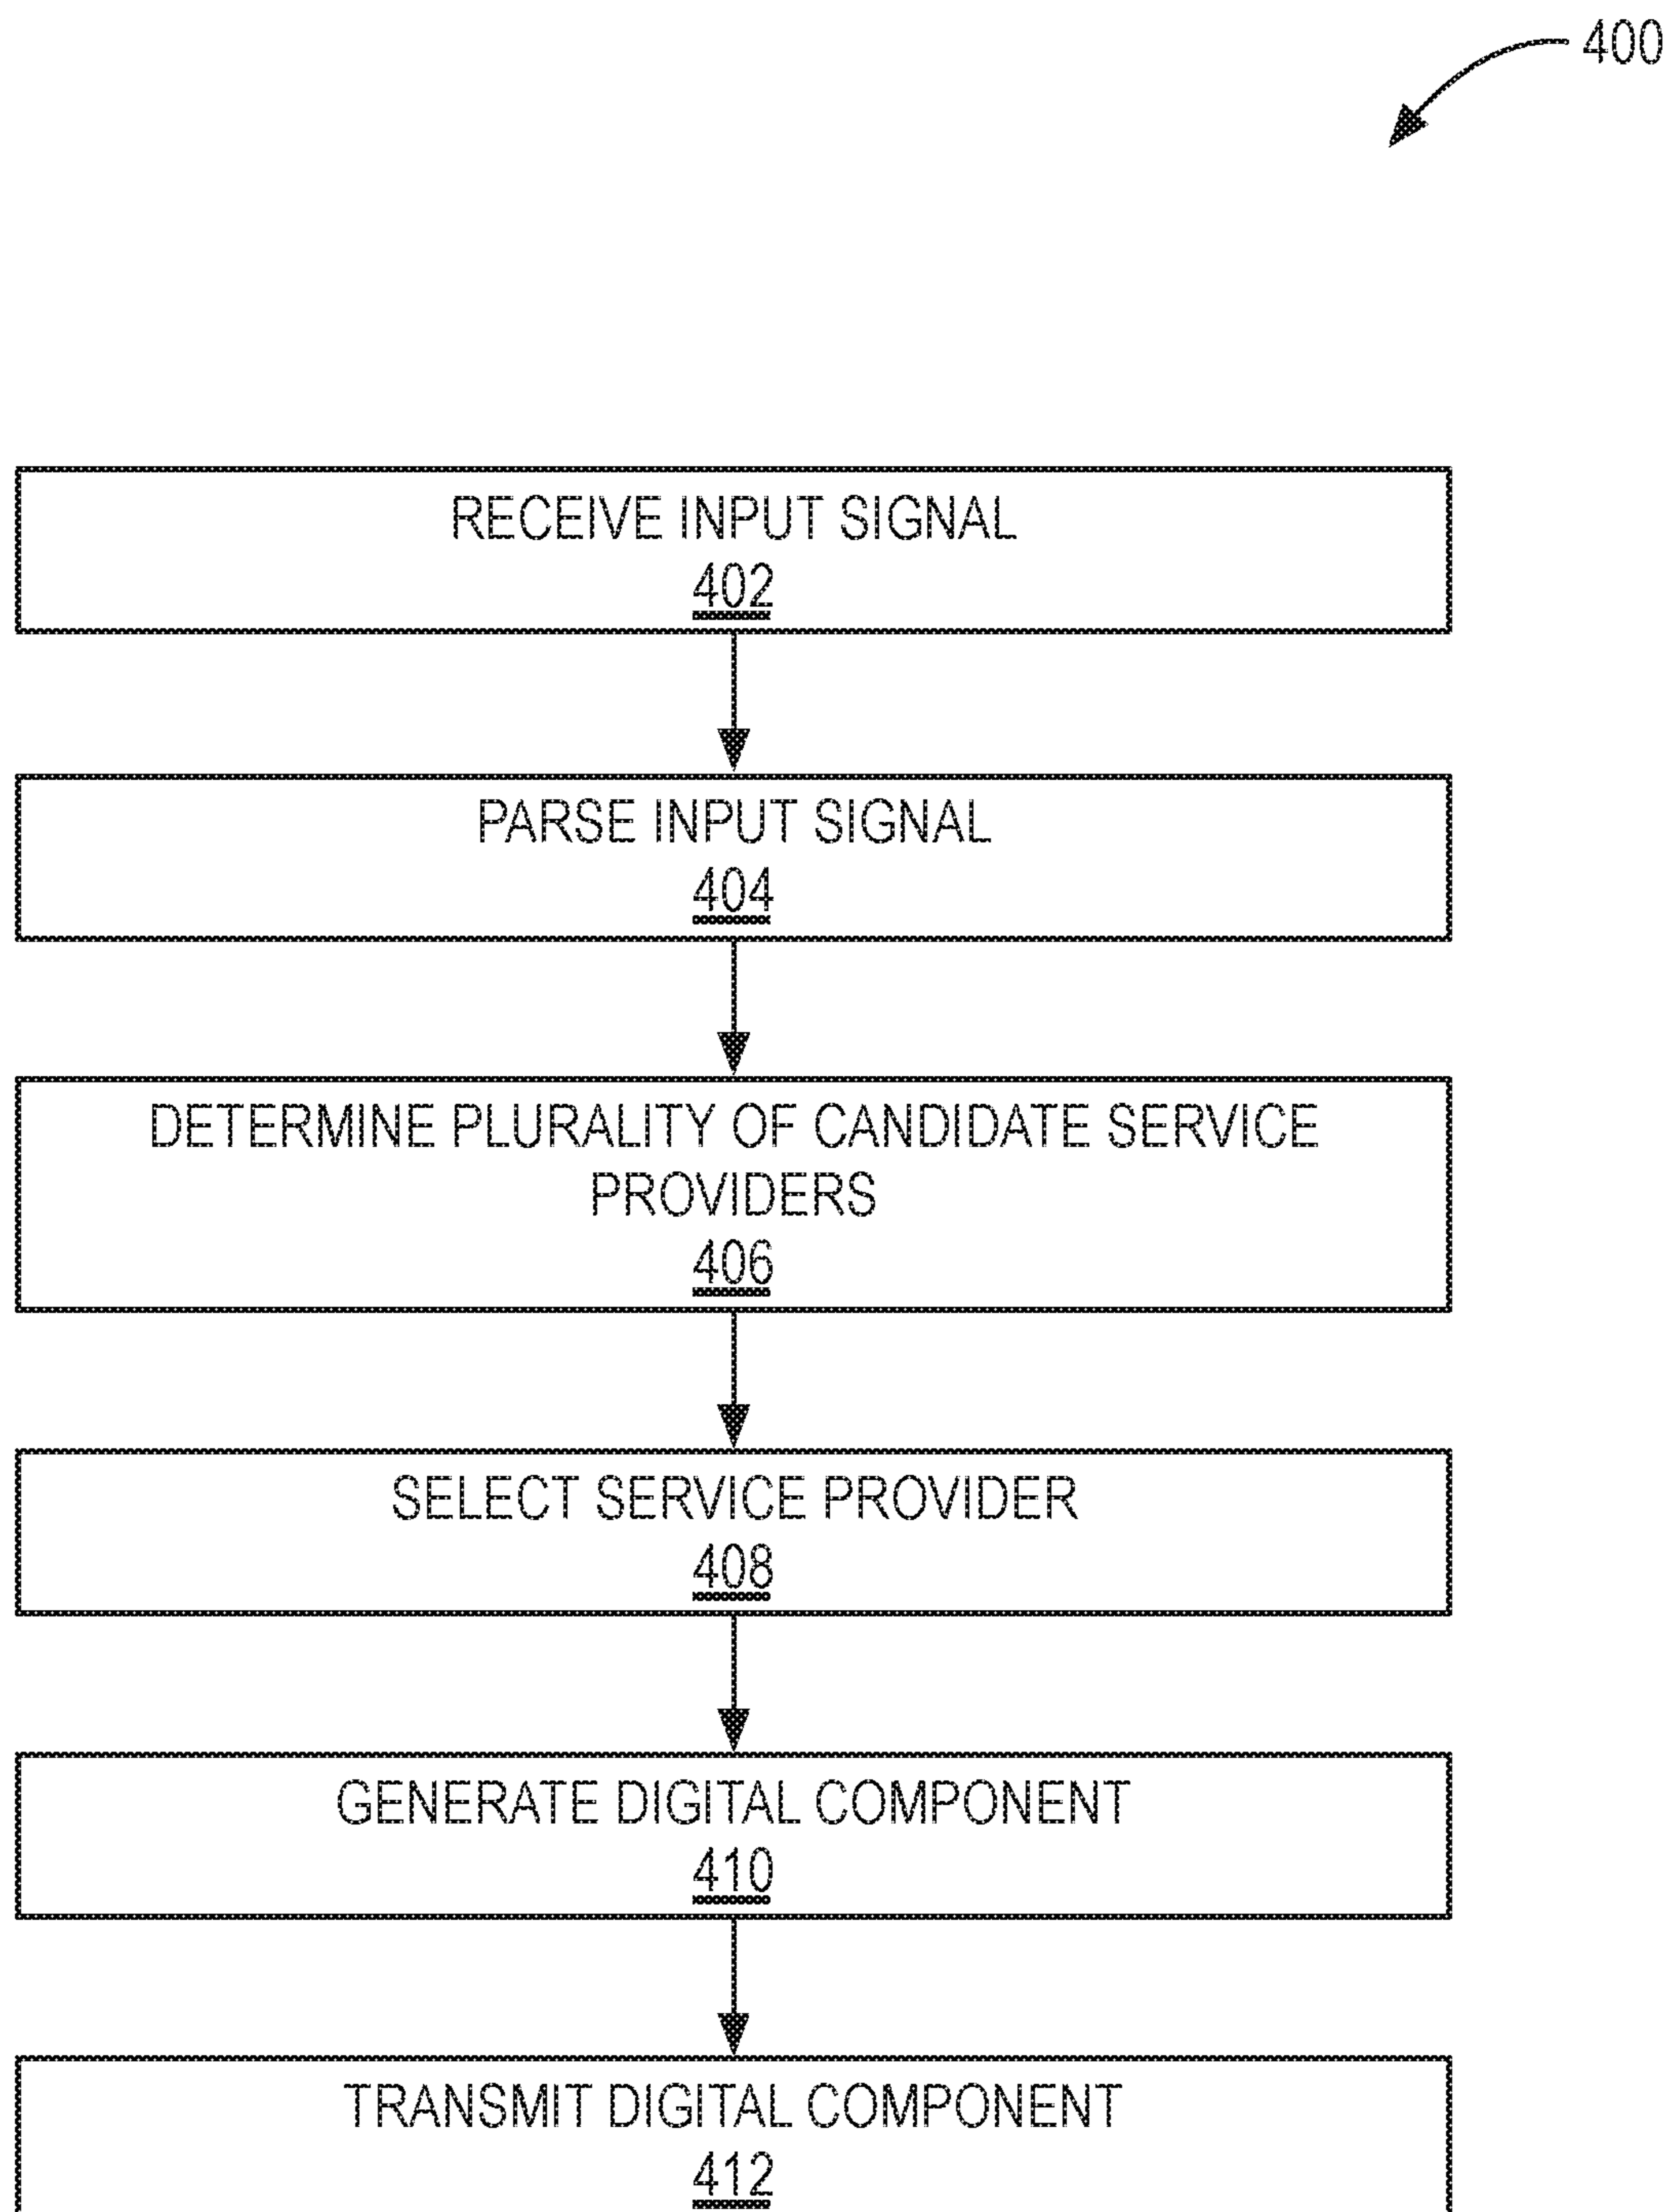 400
RECEIVE INPUT SIGNAL
402
PARSE INPUT SIGNAL
404
DETERMINE PLURALITY OF CANDIDATE SERVICE
PROVIDERS
406
SELECT SERVICE PROVIDER
408
GENERATE DIGITAL COMPONENT
410
TRANSMIT DIGITAL COMPONENT
412